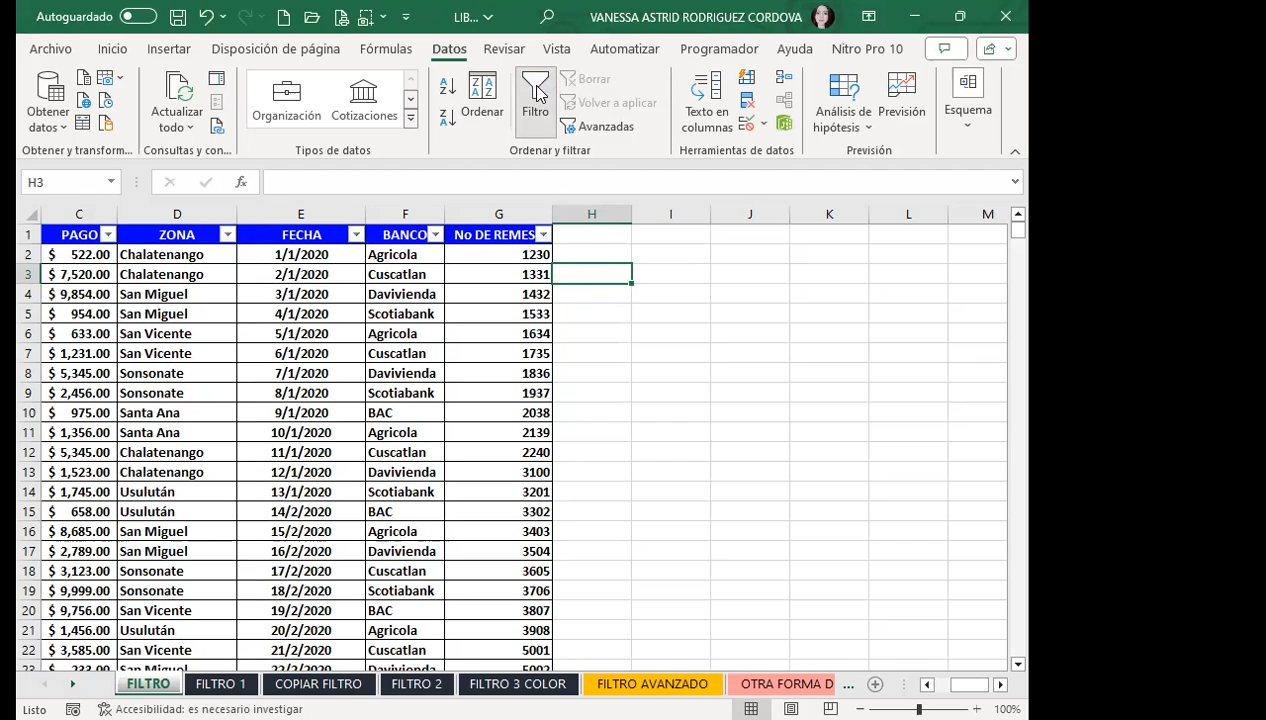 Autoguardado LIB... VANESSA ASTRID RODRIGUEZ CORDOVA
Archivo Inicio Insertar Disposición de página Fórmulas Datos Revisar Vista Automatizar Programador Ayuda Nitro Pro 10
Obtener datos
Actualizar todo
Organización Cotizaciones
Ordenar
Filtro
Borrar
Volver a aplicar
Avanzadas
Texto en columnas
Análisis de hipótesis
Previsión
Esquema
Obtener y transform... Consultas y con... Tipos de datos Ordenar y filtrar Herramientas de datos Previsión
H3 fx
C D E F G H I J K L M
1 PAGO ZONA FECHA BANCO No DE REMES
2 $ 522.00 Chalatenango 1/1/2020 Agricola 1230
3 $ 7,520.00 Chalatenango 2/1/2020 Cuscatlan 1331
4 $ 9,854.00 San Miguel 3/1/2020 Davivienda 1432
5 $ 954.00 San Miguel 4/1/2020 Scotiabank 1533
6 $ 633.00 San Vicente 5/1/2020 Agricola 1634
7 $ 1,231.00 San Vicente 6/1/2020 Cuscatlan 1735
8 $ 5,345.00 Sonsonate 7/1/2020 Davivienda 1836
9 $ 2,456.00 Sonsonate 8/1/2020 Scotiabank 1937
10 $ 975.00 Santa Ana 9/1/2020 BAC 2038
11 $ 1,356.00 Santa Ana 10/1/2020 Agricola 2139
12 $ 5,345.00 Chalatenango 11/1/2020 Cuscatlan 2240
13 $ 1,523.00 Chalatenango 12/1/2020 Davivienda 3100
14 $ 1,745.00 Usulután 13/1/2020 Scotiabank 3201
15 $ 658.00 Usulután 14/2/2020 BAC 3302
16 $ 8,685.00 San Miguel 15/2/2020 Agricola 3403
17 $ 2,789.00 San Miguel 16/2/2020 Davivienda 3504
18 $ 3,123.00 Sonsonate 17/2/2020 Cuscatlan 3605
19 $ 9,999.00 Sonsonate 18/2/2020 Scotiabank 3706
20 $ 9,756.00 San Vicente 19/2/2020 BAC 3807
21 $ 1,456.00 Usulután 20/2/2020 Agricola 3908
22 $ 3,585.00 San Vicente 21/2/2020 Cuscatlan 5001
23 $ 233.00 San Miguel 22/2/2020 Davivienda 5002
FILTRO FILTRO 1 COPIAR FILTRO FILTRO 2 FILTRO 3 COLOR FILTRO AVANZADO OTRA FORMA D ...
Listo Accesibilidad: es necesario investigar 100%